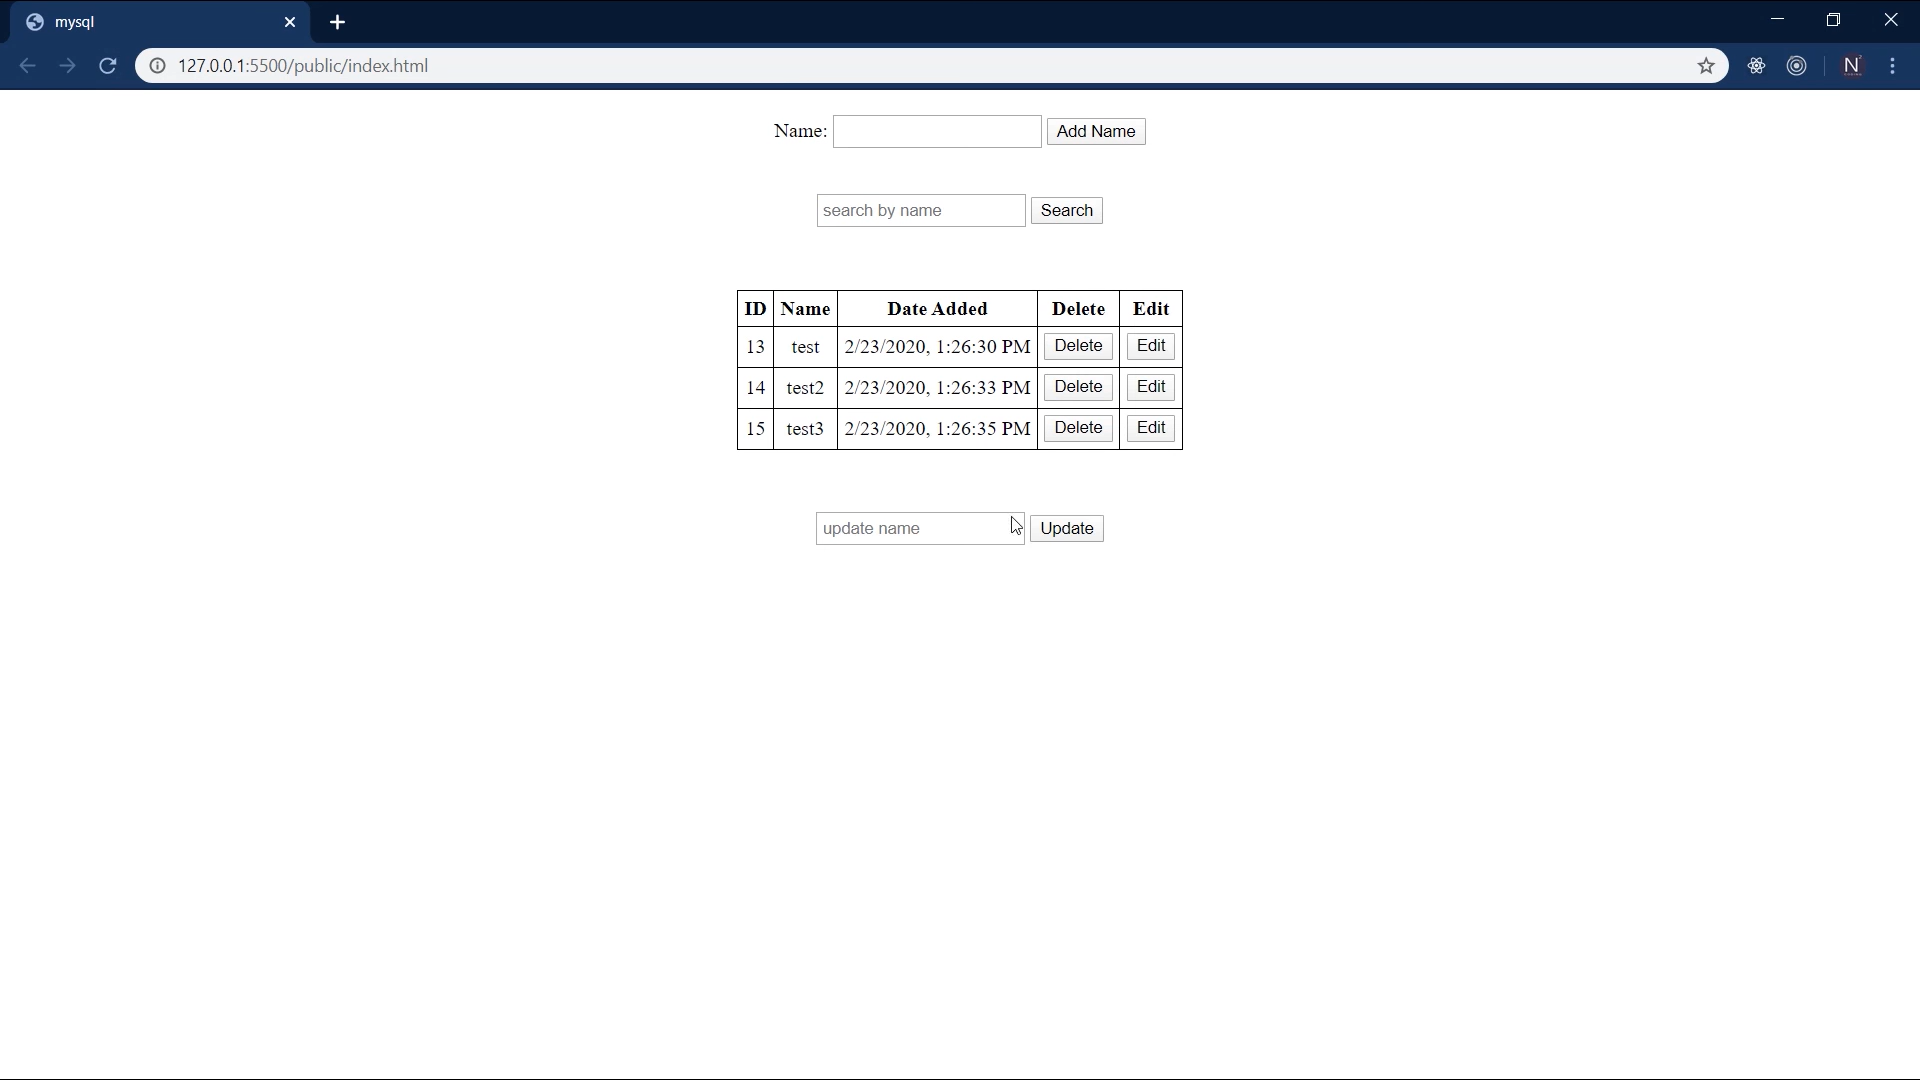 mysql
127.0.0.1:5500/public/index.html
N
Name: Add Name
search by name Search
ID Name Date Added Delete Edit
13 test 2/23/2020, 1:26:30 PM Delete Edit
14 test2 2/23/2020, 1:26:33 PM Delete Edit
15 test3 2/23/2020, 1:26:35 PM Delete Edit
update name Update